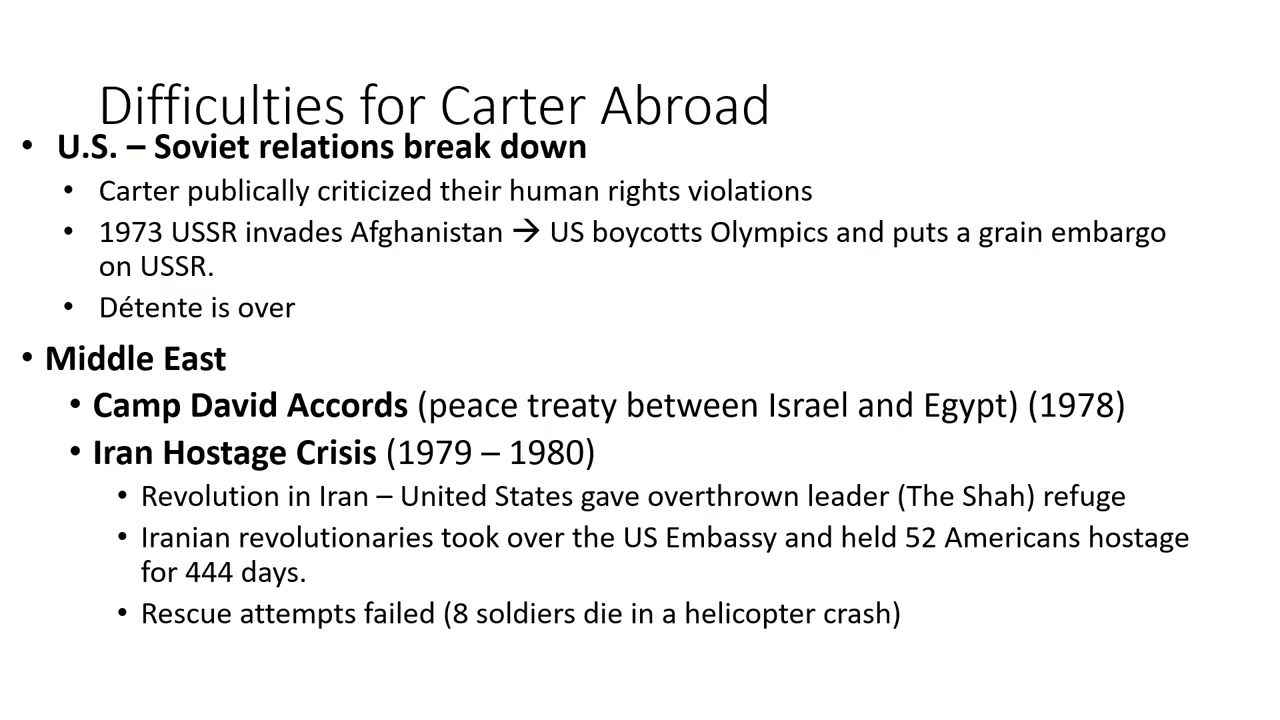 Difficulties for Carter Abroad
• U.S. – Soviet relations break down
• Carter publically criticized their human rights violations
• 1973 USSR invades Afghanistan → US boycotts Olympics and puts a grain embargo
on USSR.
• Détente is over
• Middle East
• Camp David Accords (peace treaty between Israel and Egypt) (1978)
• Iran Hostage Crisis (1979 – 1980)
• Revolution in Iran – United States gave overthrown leader (The Shah) refuge
• Iranian revolutionaries took over the US Embassy and held 52 Americans hostage
for 444 days.
• Rescue attempts failed (8 soldiers die in a helicopter crash)